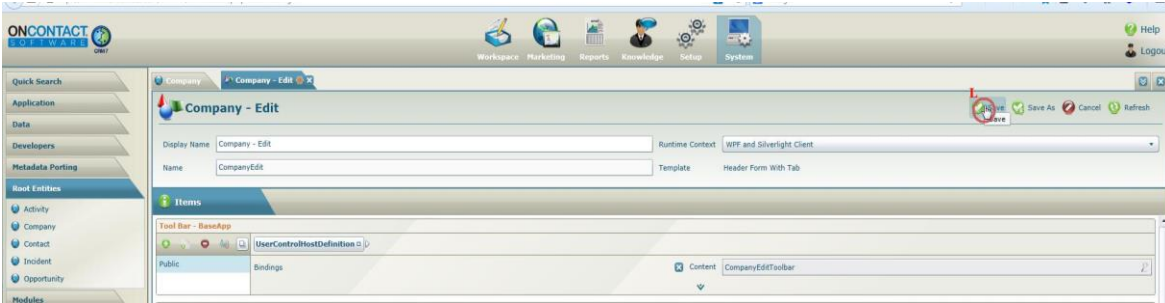 ONCONTACT
SOFTWARE
CRM7
Workspace Marketing Reports Knowledge Setup System
Help
Logou
Quick Search
Application
Data
Developers
Metadata Porting
Root Entities
Activity
Company
Contact
Incident
Opportunity
Modules
Company Company - Edit
Company - Edit
L
Save As Cancel Refresh
Display Name Company - Edit Runtime Context WPF and Silverlight Client
Name CompanyEdit Template Header Form With Tab
Items
Tool Bar - BaseApp
UserControlHostDefinition
Public Bindings Content CompanyEditToolbar